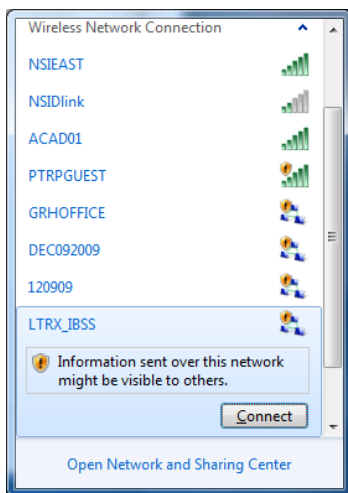 Wireless Network Connection
NSIEAST
NSIDlink
ACAD01
PTRPGUEST
GRHOFFICE
DEC092009
120909
LTRX_IBSS
Information sent over this network
might be visible to others.
Connect
Open Network and Sharing Center